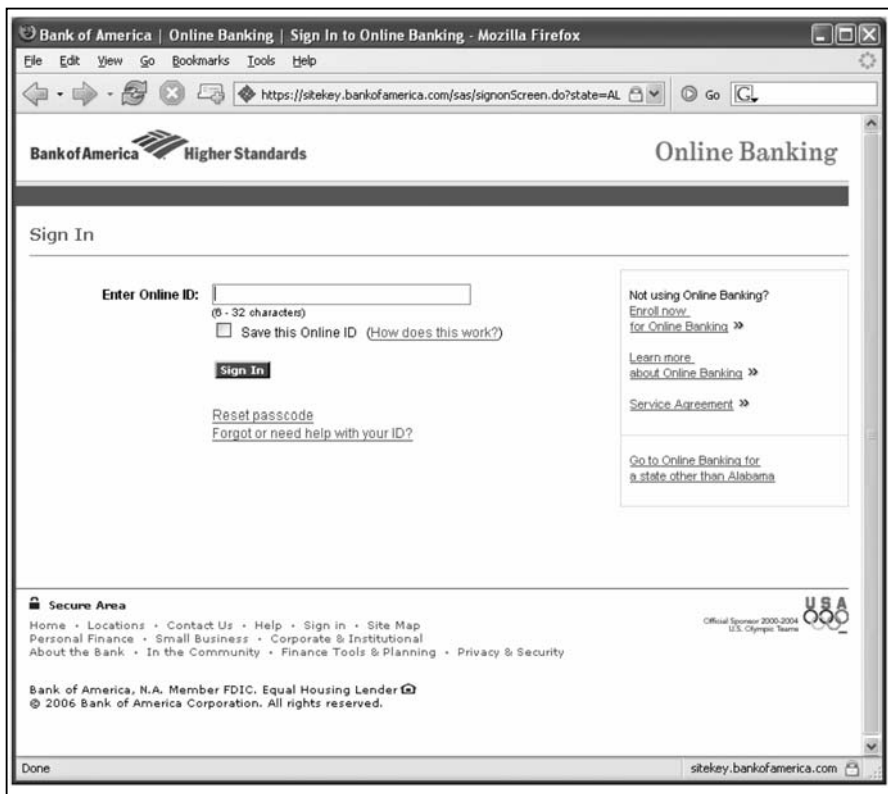 Bank of America | Online Banking | Sign In to Online Banking - Mozilla Firefox
File Edit View Go Bookmarks Tools Help
https://sitekey.bankofamerica.com/sas/signonScreen.do?state=AL Go G
Bank of America Higher Standards
Online Banking
Sign In
Enter Online ID:
(6 - 32 characters)
Save this Online ID (How does this work?)
Sign In
Reset passcode
Forgot or need help with your ID?
Not using Online Banking?
Enroll now
for Online Banking »
Learn more
about Online Banking »
Service Agreement »
Go to Online Banking for
a state other than Alabama
Secure Area
Home · Locations · Contact Us · Help · Sign in · Site Map
Personal Finance · Small Business · Corporate & Institutional
About the Bank · In the Community · Finance Tools & Planning · Privacy & Security
USA
Official Sponsor 2000-2004
U.S. Olympic Teams
Bank of America, N.A. Member FDIC. Equal Housing Lender
© 2006 Bank of America Corporation. All rights reserved.
Done
sitekey.bankofamerica.com